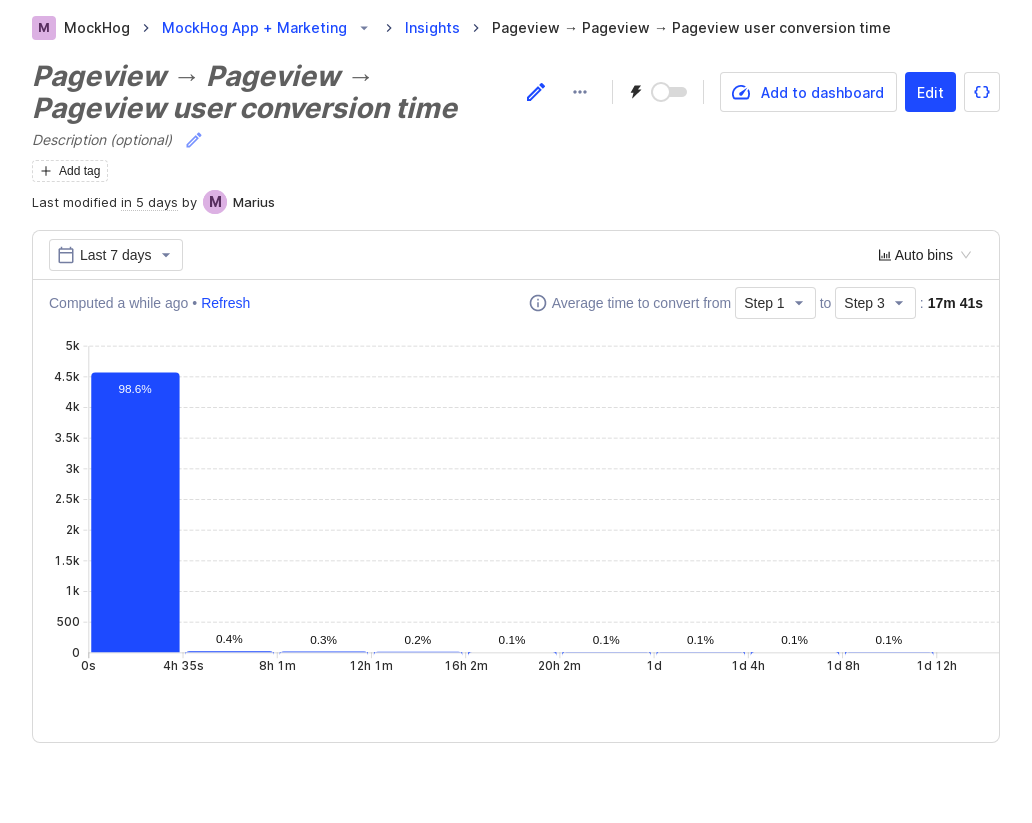 M MockHog > MockHog App + Marketing > Insights > Pageview → Pageview → Pageview user conversion time
Pageview → Pageview →
Pageview user conversion time
Add to dashboard
Edit
{}
Description (optional)
+ Add tag
Last modified in 5 days by M Marius
Last 7 days
Auto bins
Computed a while ago • Refresh
Average time to convert from Step 1 to Step 3 : 17m 41s
5k
4.5k
4k
3.5k
3k
2.5k
2k
1.5k
1k
500
0
98.6%
0.4%
0.3%
0.2%
0.1%
0.1%
0.1%
0.1%
0.1%
0s
4h 35s
8h 1m
12h 1m
16h 2m
20h 2m
1d
1d 4h
1d 8h
1d 12h